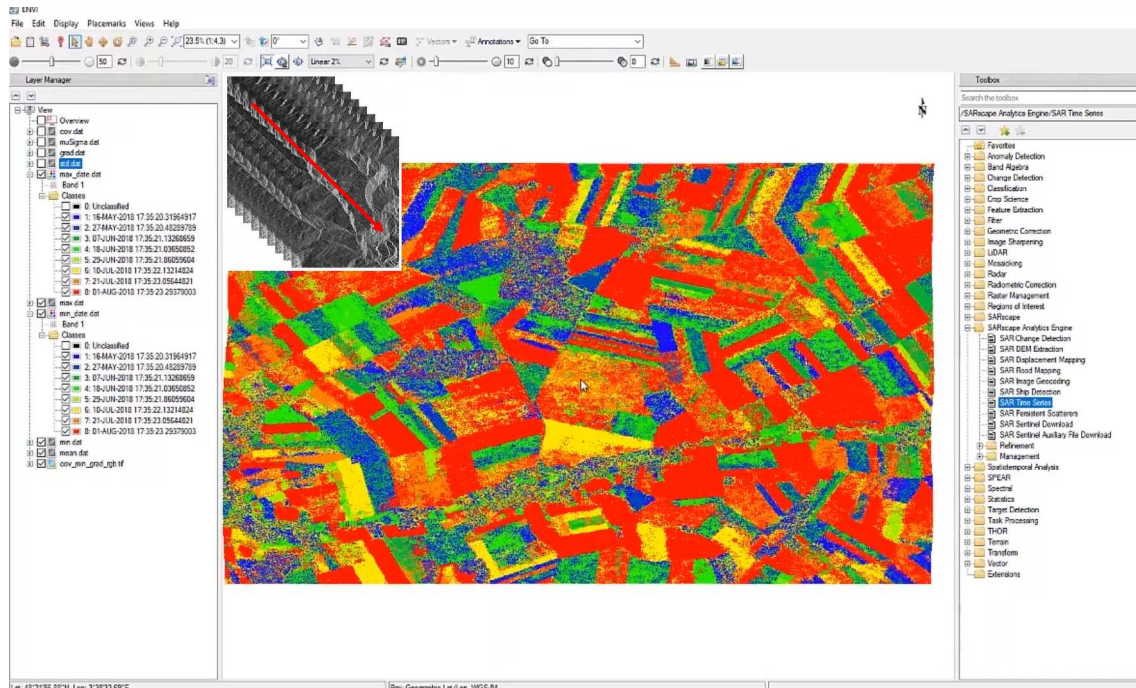 ENVI
File Edit Display Placemarks Views Help
23.5% (1:4.3) 0° Vectors Annotations Go To
50 20 Linear 2% 10 0
Layer Manager
View
Overview
cov.dat
muSigma.dat
grad.dat
std.dat
max_date.dat
Band 1
Classes
0: Unclassified
1: 16-MAY-2018 17:35:20.31964917
2: 27-MAY-2018 17:35:20.48289789
3: 07-JUN-2018 17:35:21.13268659
4: 18-JUN-2018 17:35:21.03650852
5: 29-JUN-2018 17:35:21.86059604
6: 10-JUL-2018 17:35:22.13214824
7: 21-JUL-2018 17:35:23.05644821
8: 01-AUG-2018 17:35:23.29379003
max.dat
min_date.dat
Band 1
Classes
0: Unclassified
1: 16-MAY-2018 17:35:20.31964917
2: 27-MAY-2018 17:35:20.48289789
3: 07-JUN-2018 17:35:21.13268659
4: 18-JUN-2018 17:35:21.03650852
5: 29-JUN-2018 17:35:21.86059604
6: 10-JUL-2018 17:35:22.13214824
7: 21-JUL-2018 17:35:23.05644821
8: 01-AUG-2018 17:35:23.29379003
min.dat
mean.dat
cov_min_grad_rgb.tif
N
Toolbox
Search the toolbox
/SARscape Analytics Engine/SAR Time Series
Favorites
Anomaly Detection
Band Algebra
Change Detection
Classification
Crop Science
Feature Extraction
Filter
Geometric Correction
Image Sharpening
LiDAR
Mosaicking
Radar
Radiometric Correction
Raster Management
Regions of Interest
SARscape
SARscape Analytics Engine
SAR Change Detection
SAR DEM Extraction
SAR Displacement Mapping
SAR Road Mapping
SAR Image Geocoding
SAR Ship Detection
SAR Time Series
SAR Persistent Scatterers
SAR Sentinel Download
SAR Sentinel Auxiliary File Download
Refinement
Management
Spatiotemporal Analysis
SPEAR
Spectral
Statistics
Target Detection
Task Processing
THOR
Terrain
Transform
Vector
Extensions